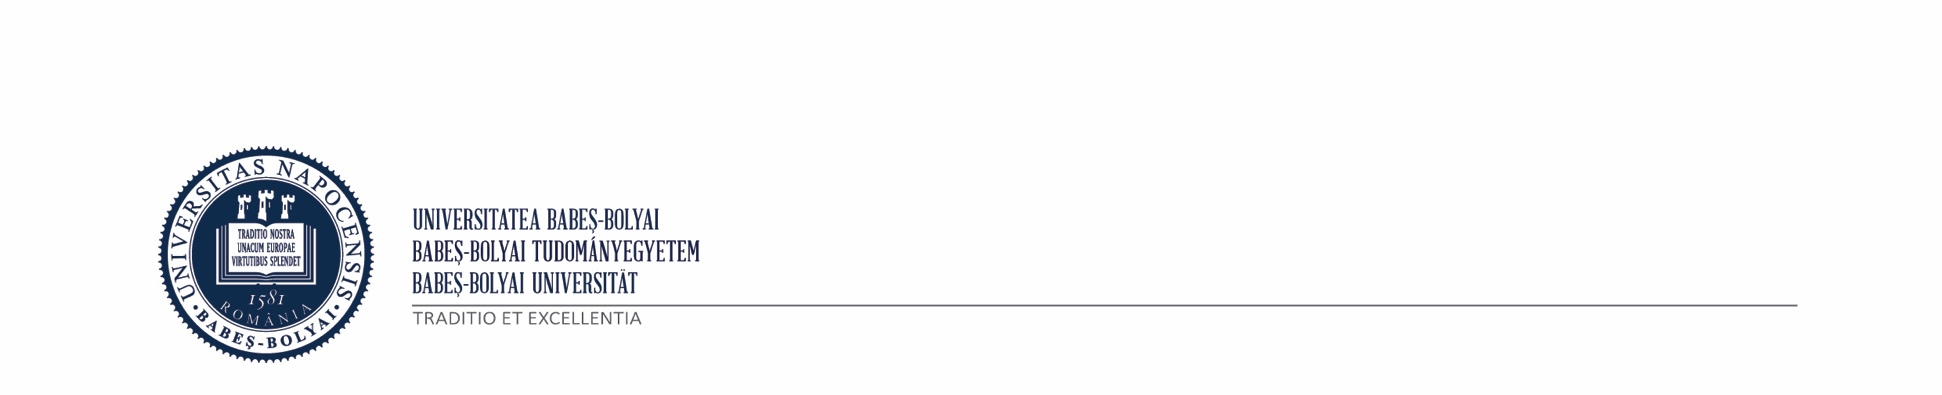 UNIVERSITAS NAPOCENSIS
TRADITIO NOSTRA
UNACUM EUROPAE
VIRTUTIBUS SPLENDET
1581
ROMÂNIA
· BABEȘ-BOLYAI ·
UNIVERSITATEA BABEȘ-BOLYAI
BABEȘ-BOLYAI TUDOMÁNYEGYETEM
BABEȘ-BOLYAI UNIVERSITÄT
TRADITIO ET EXCELLENTIA